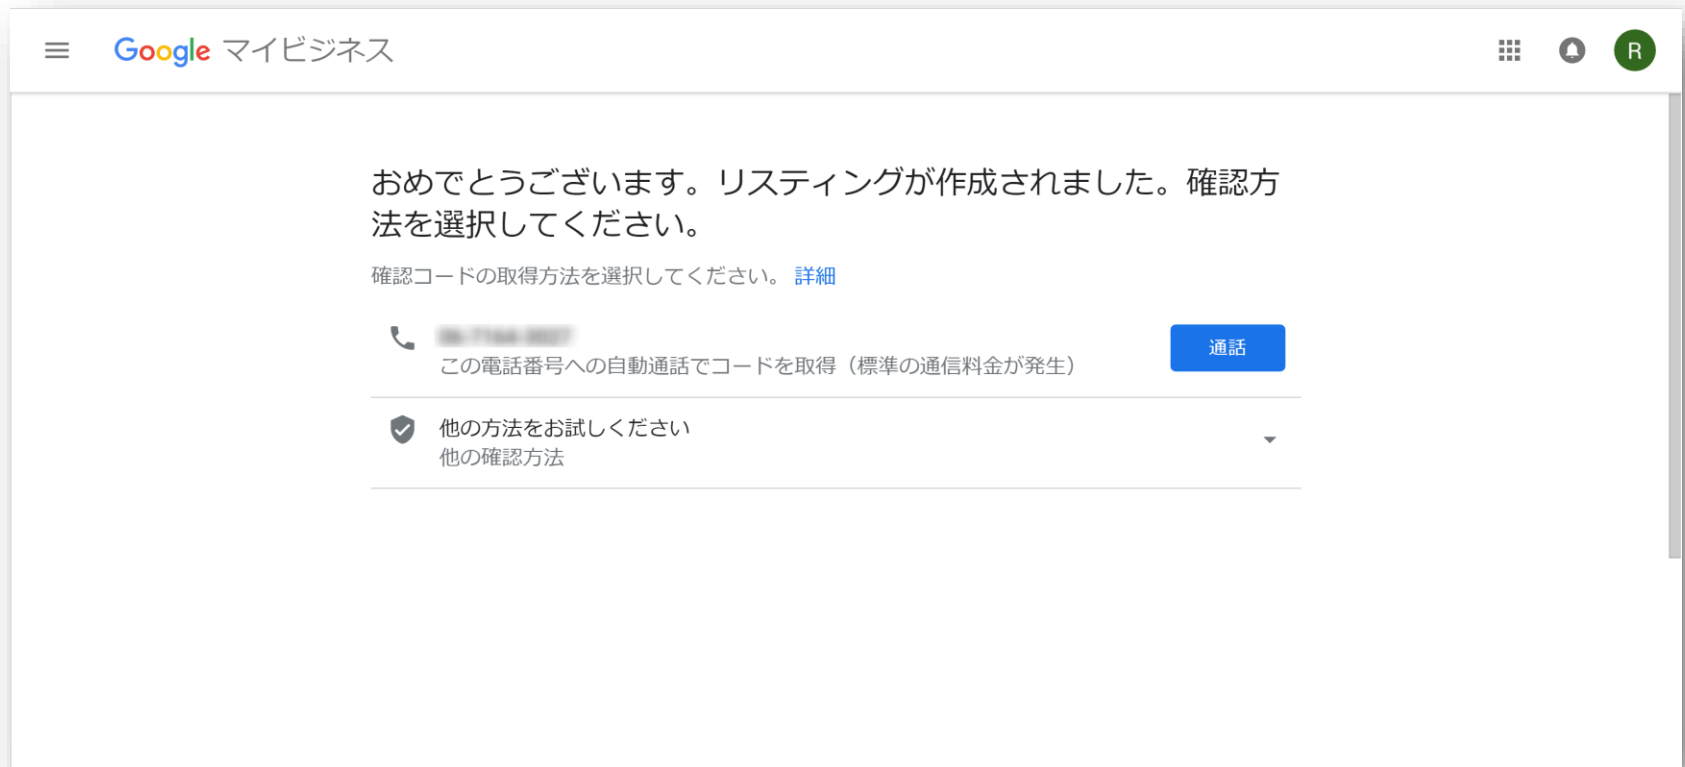 Google マイビジネス
R
おめでとうございます。リスティングが作成されました。確認方
法を選択してください。
確認コードの取得方法を選択してください。 詳細
この電話番号への自動通話でコードを取得（標準の通信料金が発生）
通話
他の方法をお試しください
他の確認方法